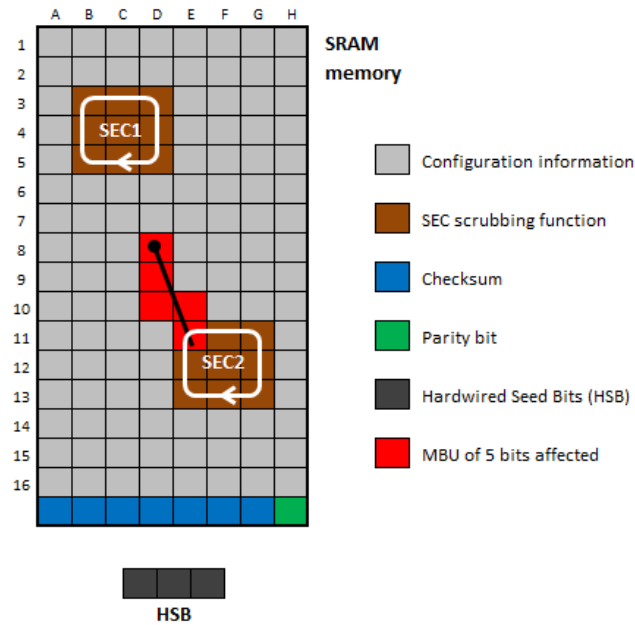 A B C D E F G H
1
SRAM
2
memory
3
4
SEC1
5
6
7
8
9
10
11
12
SEC2
13
14
15
16
Configuration information
SEC scrubbing function
Checksum
Parity bit
Hardwired Seed Bits (HSB)
MBU of 5 bits affected
HSB